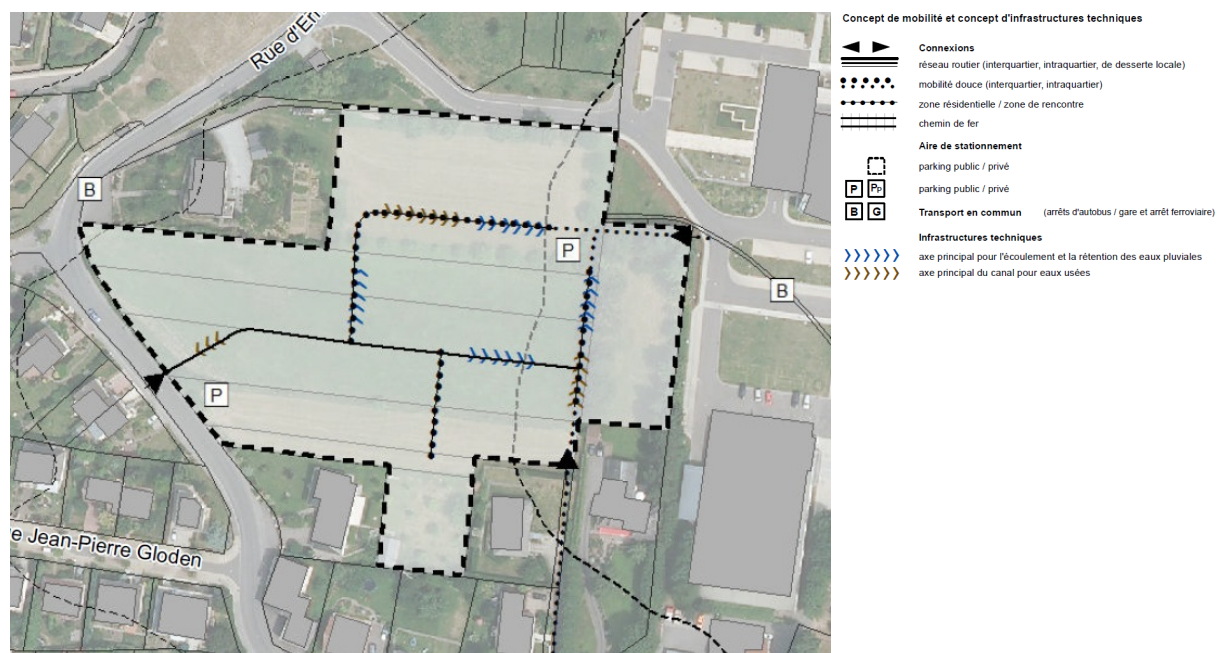 Rue d'Er
B
P
B
P
e Jean-Pierre Gloden
Concept de mobilité et concept d'infrastructures techniques
Connexions
réseau routier (interquartier, intraquartier, de desserte locale)
mobilité douce (interquartier, intraquartier)
zone résidentielle / zone de rencontre
chemin de fer
Aire de stationnement
parking public / privé
P Pp parking public / privé
B G Transport en commun (arrêts d'autobus / gare et arrêt ferroviaire)
Infrastructures techniques
axe principal pour l'écoulement et la rétention des eaux pluviales
axe principal du canal pour eaux usées